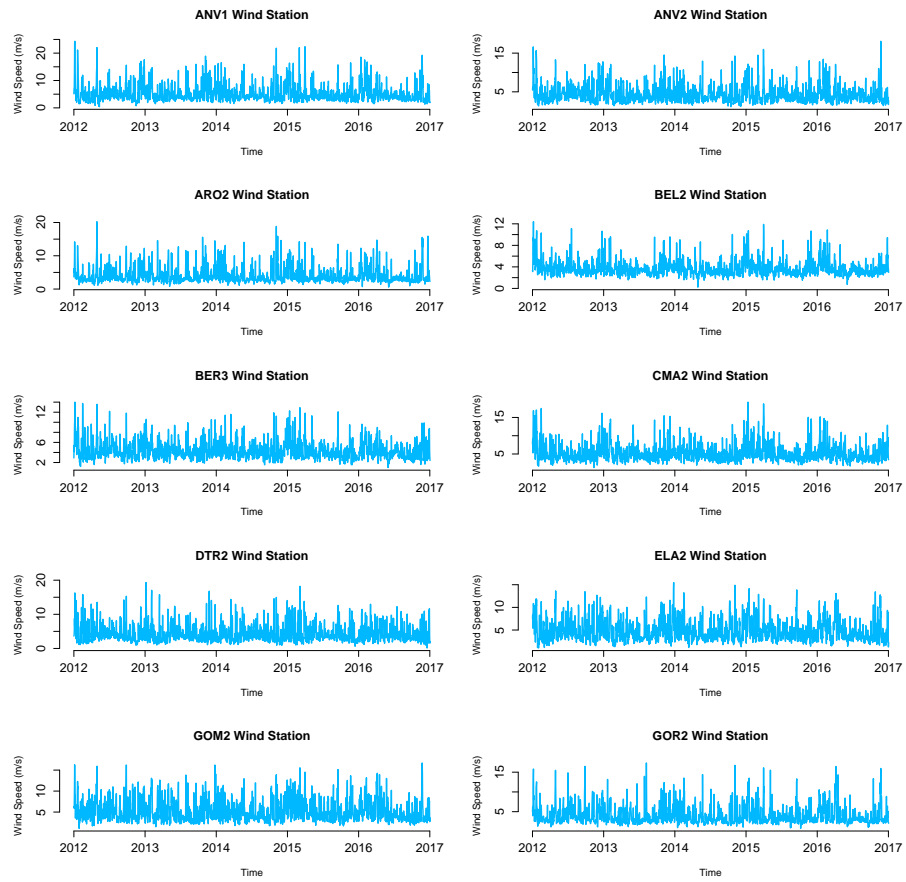 ANV1 Wind Station
Wind Speed (m/s)
0 10 20
2012 2013 2014 2015 2016 2017
Time
ANV2 Wind Station
Wind Speed (m/s)
5 15
2012 2013 2014 2015 2016 2017
Time
ARO2 Wind Station
Wind Speed (m/s)
0 10 20
2012 2013 2014 2015 2016 2017
Time
BEL2 Wind Station
Wind Speed (m/s)
0 4 8 12
2012 2013 2014 2015 2016 2017
Time
BER3 Wind Station
Wind Speed (m/s)
2 6 12
2012 2013 2014 2015 2016 2017
Time
CMA2 Wind Station
Wind Speed (m/s)
5 15
2012 2013 2014 2015 2016 2017
Time
DTR2 Wind Station
Wind Speed (m/s)
0 10 20
2012 2013 2014 2015 2016 2017
Time
ELA2 Wind Station
Wind Speed (m/s)
5 10
2012 2013 2014 2015 2016 2017
Time
GOM2 Wind Station
Wind Speed (m/s)
5 10
2012 2013 2014 2015 2016 2017
Time
GOR2 Wind Station
Wind Speed (m/s)
5 15
2012 2013 2014 2015 2016 2017
Time